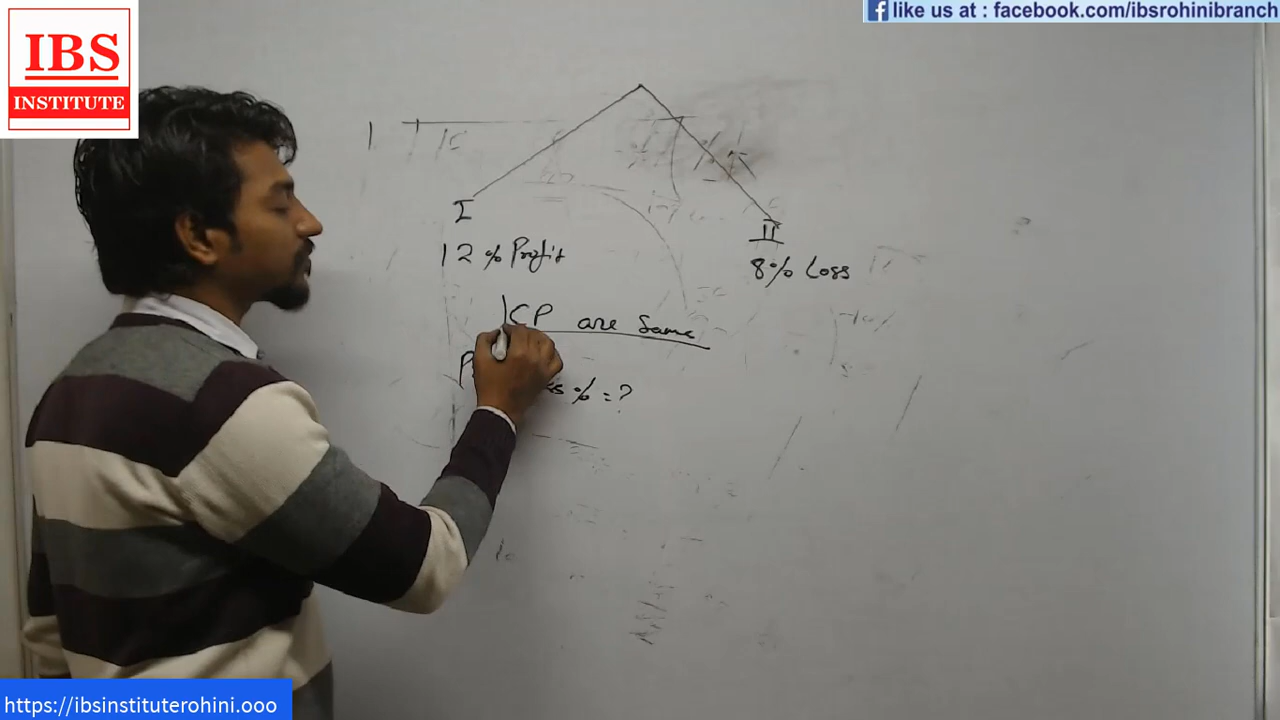 like us at : facebook.com/ibsrohinibranch
IBS
INSTITUTE
I
II
12 % Profit
8% Loss
CP are Same
% = ?
https://ibsinstituterohini.ooo